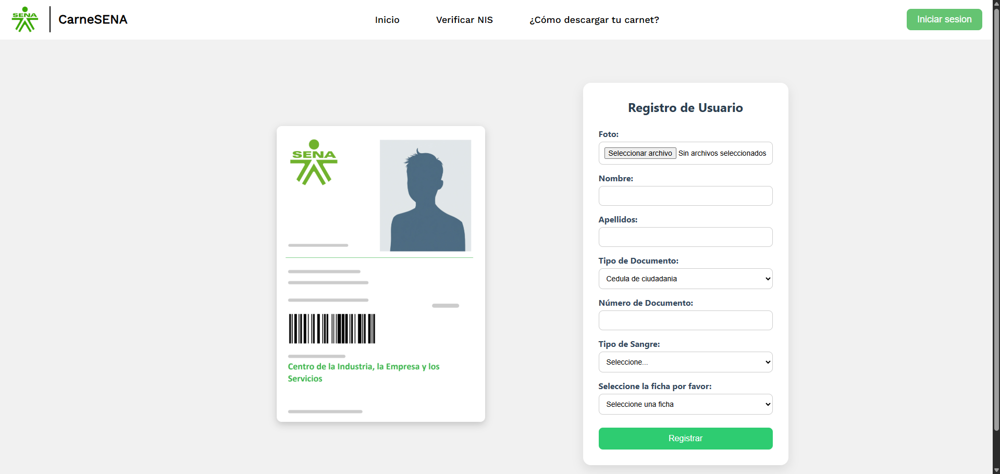 SENA
CarneSENA
Inicio
Verificar NIS
¿Cómo descargar tu carnet?
Iniciar sesion
SENA
Centro de la Industria, la Empresa y los
Servicios
Registro de Usuario
Foto:
Seleccionar archivo Sin archivos seleccionados
Nombre:
Apellidos:
Tipo de Documento:
Cedula de ciudadania
Número de Documento:
Tipo de Sangre:
Seleccione...
Seleccione la ficha por favor:
Seleccione una ficha
Registrar